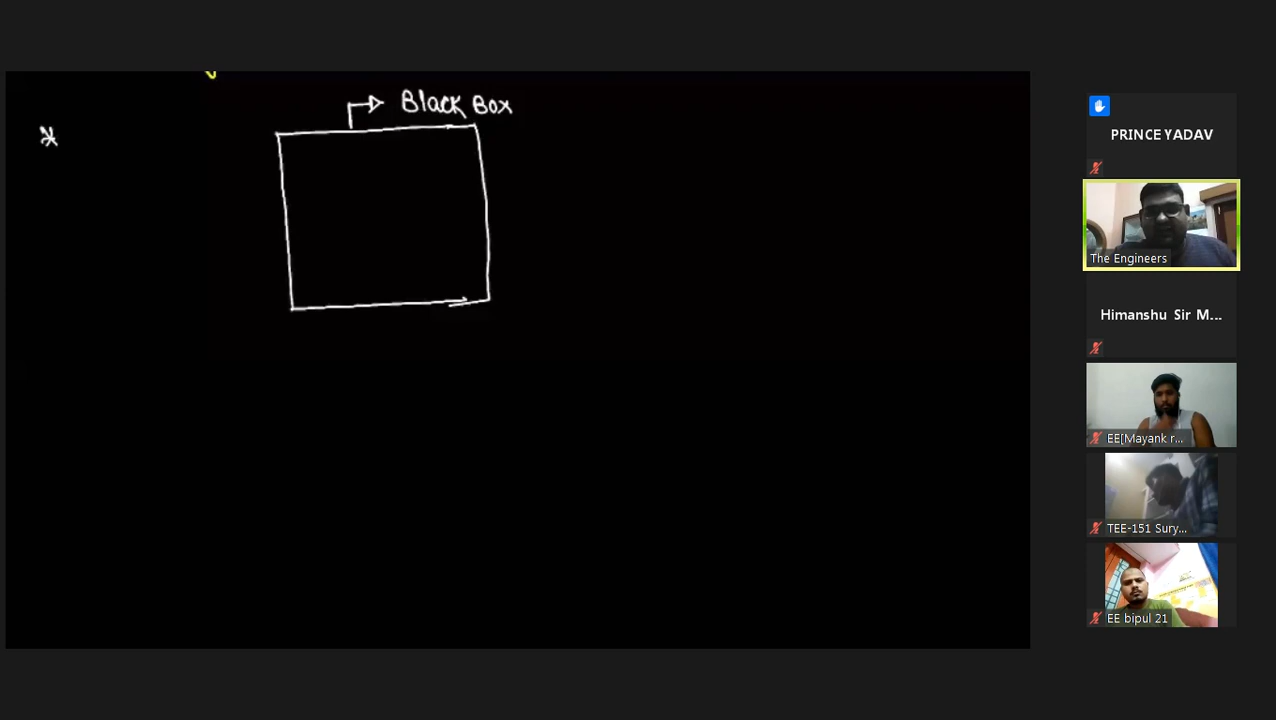 Black Box
*
PRINCE YADAV
The Engineers
Himanshu Sir M...
EE[Mayank r...
TEE-151 Sury...
EE bipul 21